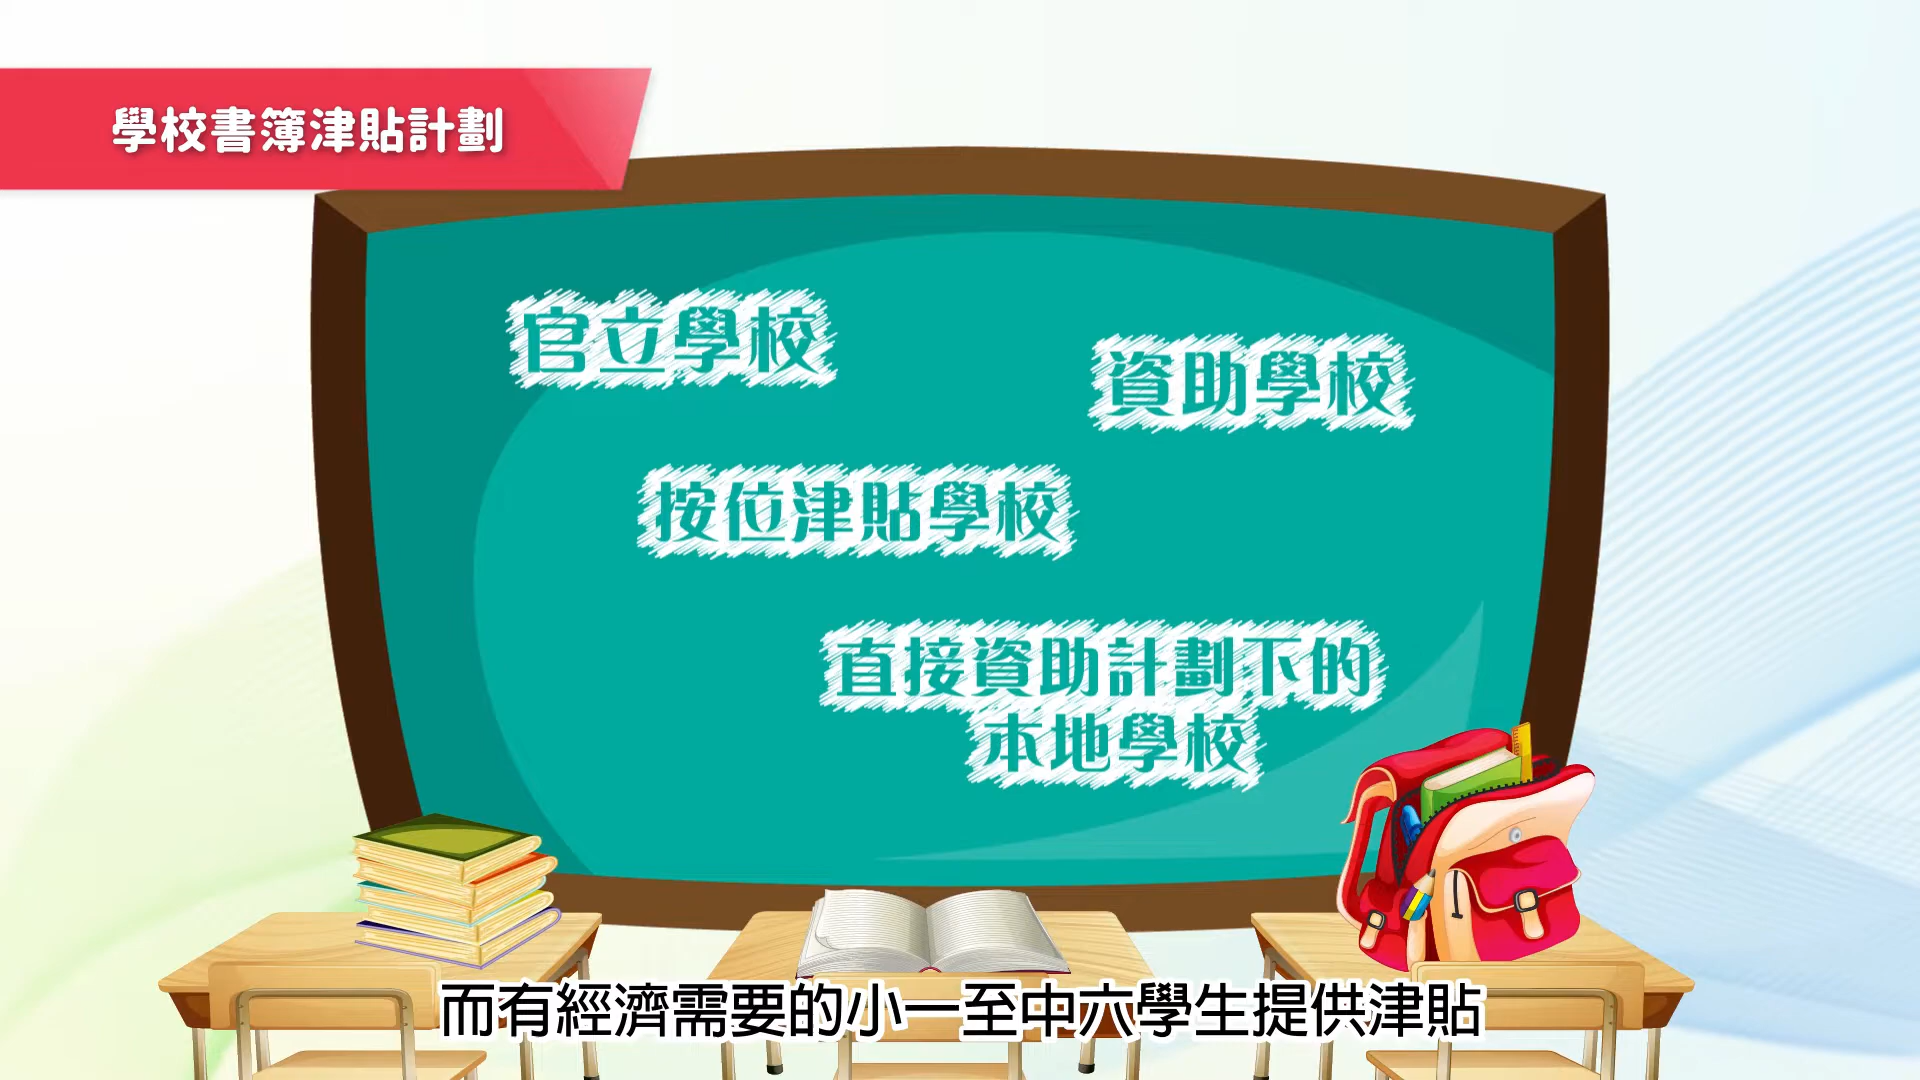 學校書簿津貼計劃
官立學校
資助學校
按位津貼學校
直接資助計劃下的
本地學校
而有經濟需要的小一至中六學生提供津貼